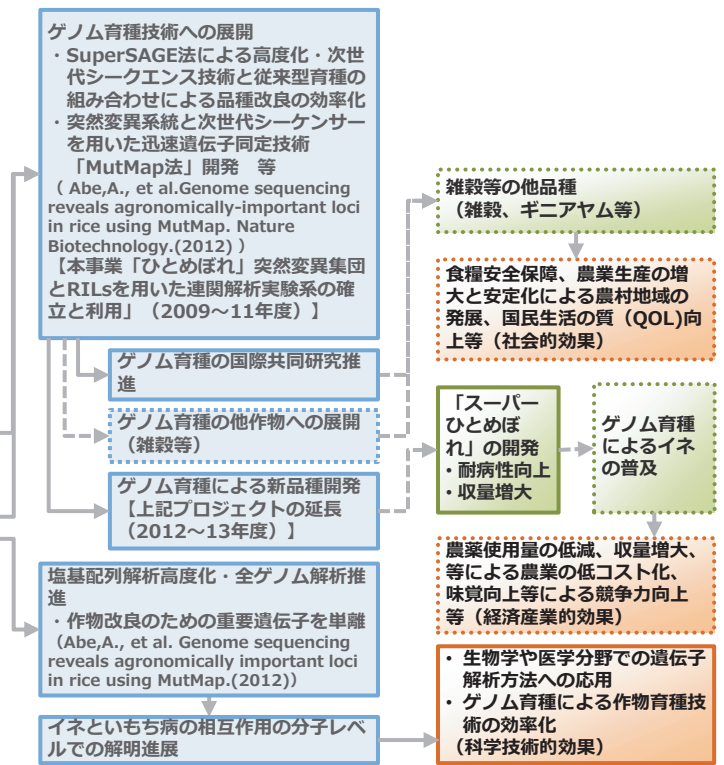 ゲノム育種技術への展開
・SuperSAGE法による高度化・次世
代シークエンス技術と従来型育種の
組み合わせによる品種改良の効率化
・突然変異系統と次世代シーケンサー
を用いた迅速遺伝子同定技術
「MutMap法」開発 等
（ Abe,A., et al.Genome sequencing
reveals agronomically-important loci
in rice using MutMap. Nature
Biotechnology.(2012) ）
【本事業「ひとめぼれ」突然変異集団
とRILsを用いた連関解析実験系の確
立と利用」（2009～11年度）】
ゲノム育種の国際共同研究推
進
ゲノム育種の他作物への展開
（雑穀等）
ゲノム育種による新品種開発
【上記プロジェクトの延長
（2012～13年度）】
塩基配列解析高度化・全ゲノム解析推
進
・作物改良のための重要遺伝子を単離
（Abe,A., et al. Genome sequencing
reveals agronomically important loci
in rice using MutMap.(2012)）
イネといもち病の相互作用の分子レベ
ルでの解明進展
雑穀等の他品種
（雑穀、ギニアヤム等）
食糧安全保障、農業生産の増
大と安定化による農村地域の
発展、国民生活の質（QOL)向
上等（社会的効果）
「スーパー
ひとめぼ
れ」の開発
・耐病性向上
・収量増大
ゲノム育種
によるイネ
の普及
農薬使用量の低減、収量増大、
等による農業の低コスト化、
味覚向上等による競争力向上
等（経済産業的効果）
・ 生物学や医学分野での遺伝子
解析方法への応用
・ ゲノム育種による作物育種技
術の効率化
（科学技術的効果）